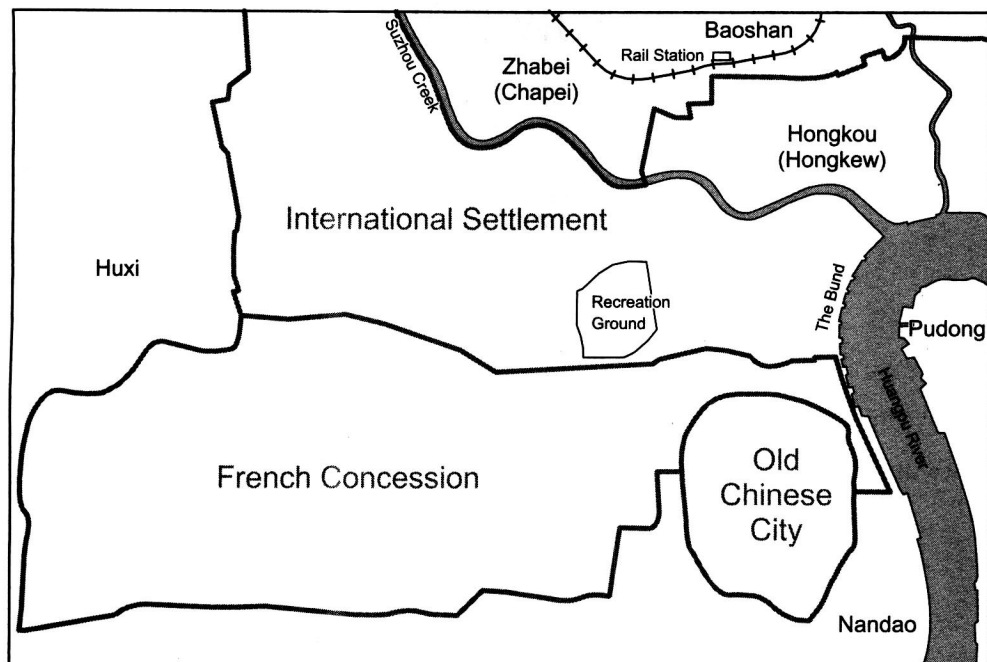 Baoshan
Rail Station
Suzhou Creek
Zhabei
(Chapei)
Hongkou
(Hongkew)
International Settlement
Huxi
Recreation
Ground
The Bund
Pudong
Huangpu River
French Concession
Old
Chinese
City
Nandao